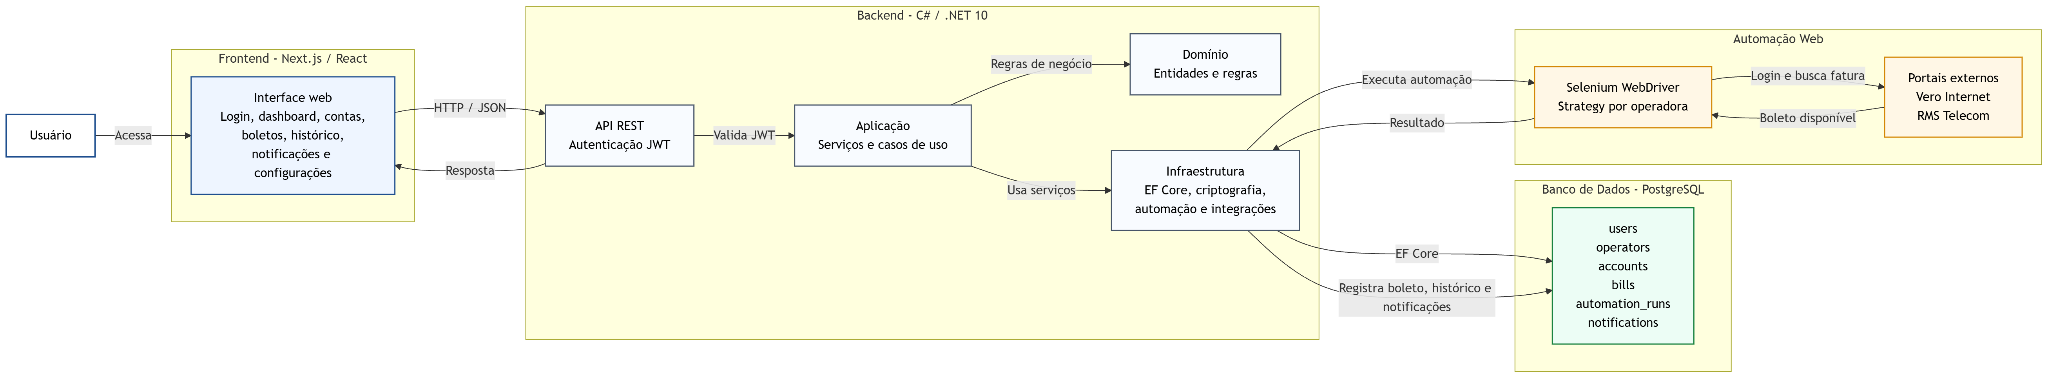 Usuário
Acessa
Frontend - Next.js / React
Interface web
Login, dashboard, contas,
boletos, histórico,
notificações e
configurações
HTTP / JSON
Resposta
Backend - C# / .NET 10
API REST
Autenticação JWT
Valida JWT
Aplicação
Serviços e casos de uso
Regras de negócio
Usa serviços
Domínio
Entidades e regras
Infraestrutura
EF Core, criptografia,
automação e integrações
Executa automação
Resultado
EF Core
Registra boleto, histórico e
notificações
Automação Web
Selenium WebDriver
Strategy por operadora
Login e busca fatura
Boleto disponível
Portais externos
Vero Internet
RMS Telecom
Banco de Dados - PostgreSQL
users
operators
accounts
bills
automation_runs
notifications